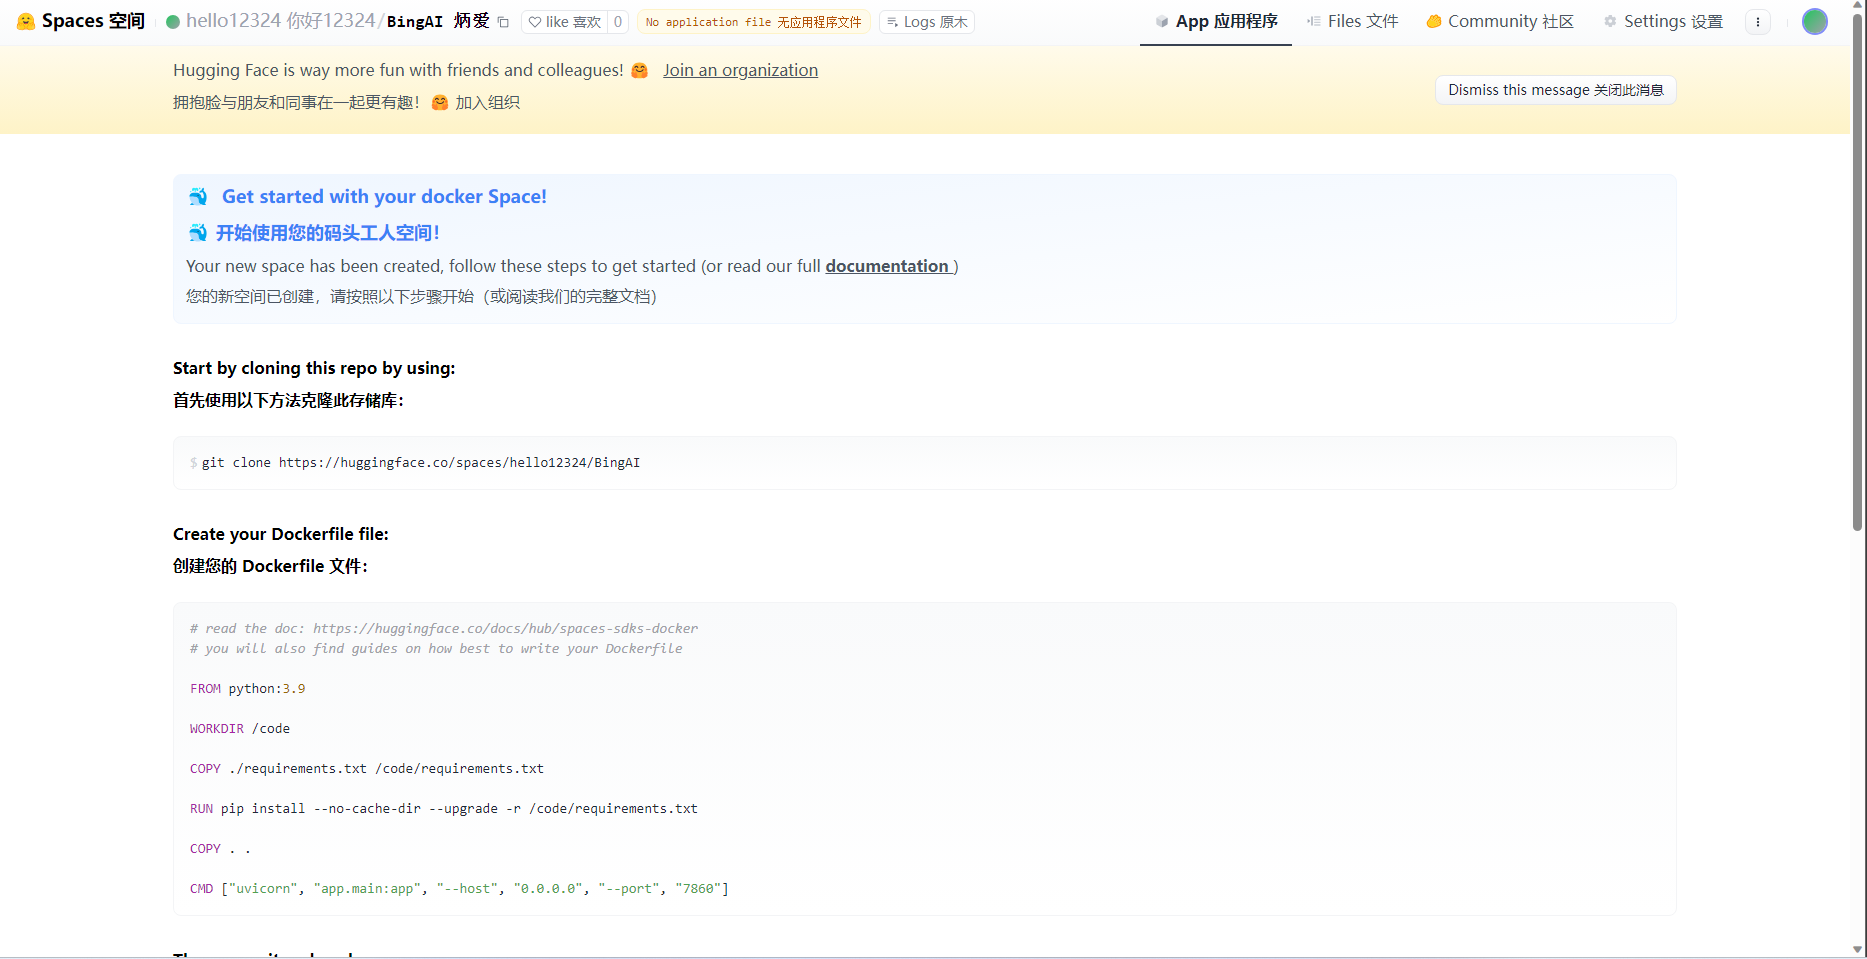 Spaces 空间 hello12324 你好12324/BingAI 炳爱 like 喜欢 0 No application file 无应用程序文件 Logs 原木 App 应用程序 Files 文件 Community 社区 Settings 设置
Hugging Face is way more fun with friends and colleagues! 🤗 Join an organization
拥抱脸与朋友和同事在一起更有趣！🤗 加入组织
Dismiss this message 关闭此消息
🐳 Get started with your docker Space!
🐳 开始使用您的码头工人空间！
Your new space has been created, follow these steps to get started (or read our full documentation )
您的新空间已创建，请按照以下步骤开始（或阅读我们的完整文档）
Start by cloning this repo by using:
首先使用以下方法克隆此存储库：
$ git clone https://huggingface.co/spaces/hello12324/BingAI
Create your Dockerfile file:
创建您的 Dockerfile 文件：
# read the doc: https://huggingface.co/docs/hub/spaces-sdks-docker
# you will also find guides on how best to write your Dockerfile
FROM python:3.9
WORKDIR /code
COPY ./requirements.txt /code/requirements.txt
RUN pip install --no-cache-dir --upgrade -r /code/requirements.txt
COPY . .
CMD ["uvicorn", "app.main:app", "--host", "0.0.0.0", "--port", "7860"]